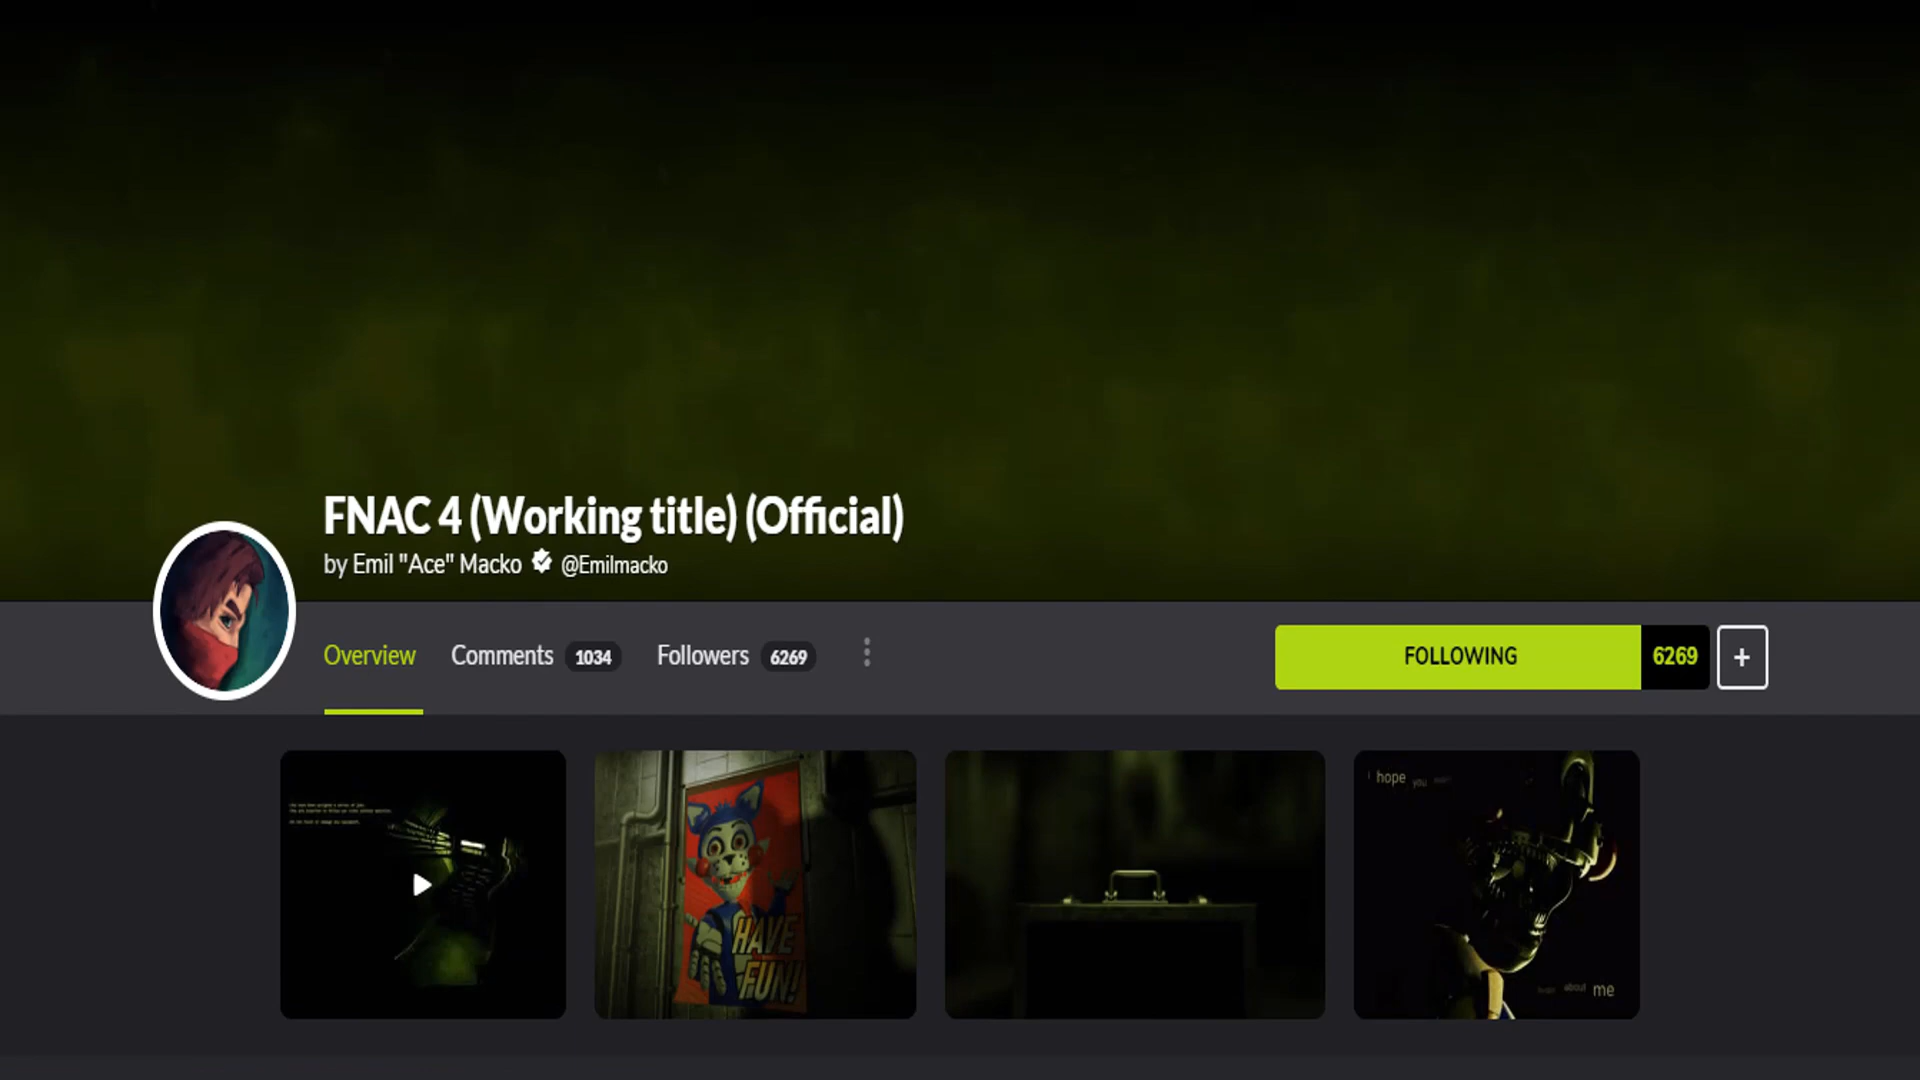 FNAC 4 (Working title) (Official)
by Emil "Ace" Macko @Emilmacko
Overview Comments 1034 Followers 6269
FOLLOWING 6269 +
HAVE
FUN!
hope you
about me